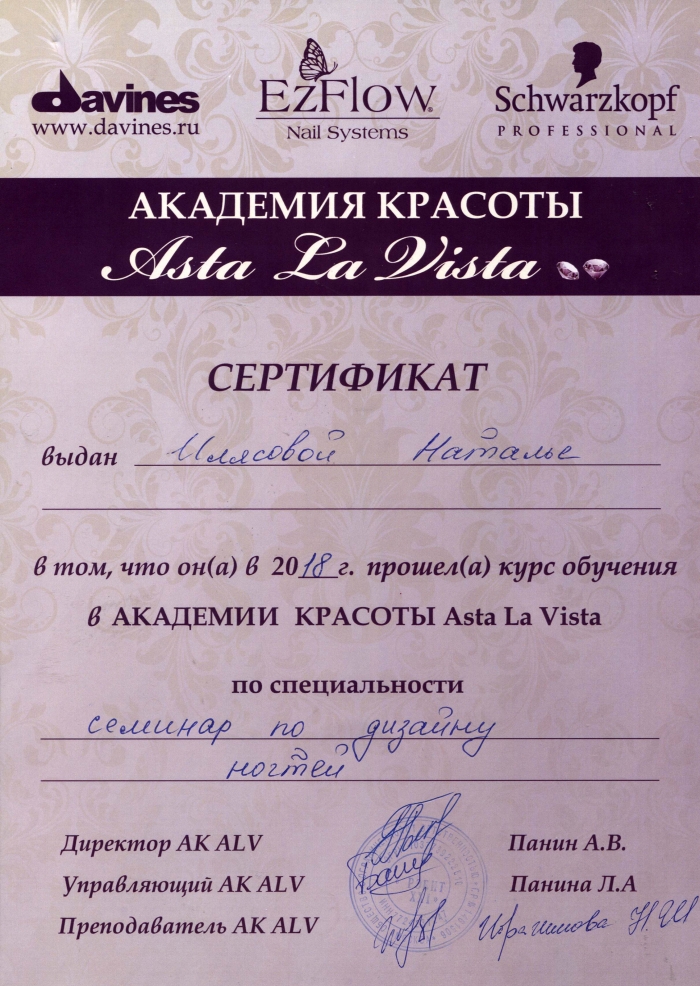 davines
www.davines.ru
EzFlow®
Nail Systems
Schwarzkopf
PROFESSIONAL
АКАДЕМИЯ КРАСОТЫ
Asta La Vista
СЕРТИФИКАТ
выдан Илясовой Наталье
в том, что он(а) в 2018 г. прошел(а) курс обучения
в АКАДЕМИИ КРАСОТЫ Asta La Vista
по специальности
семинар по дизайну
ногтей
Директор АК ALV Панин А.В.
Управляющий АК ALV Панина Л.А
Преподаватель АК ALV Ибрагимова Н.Ш